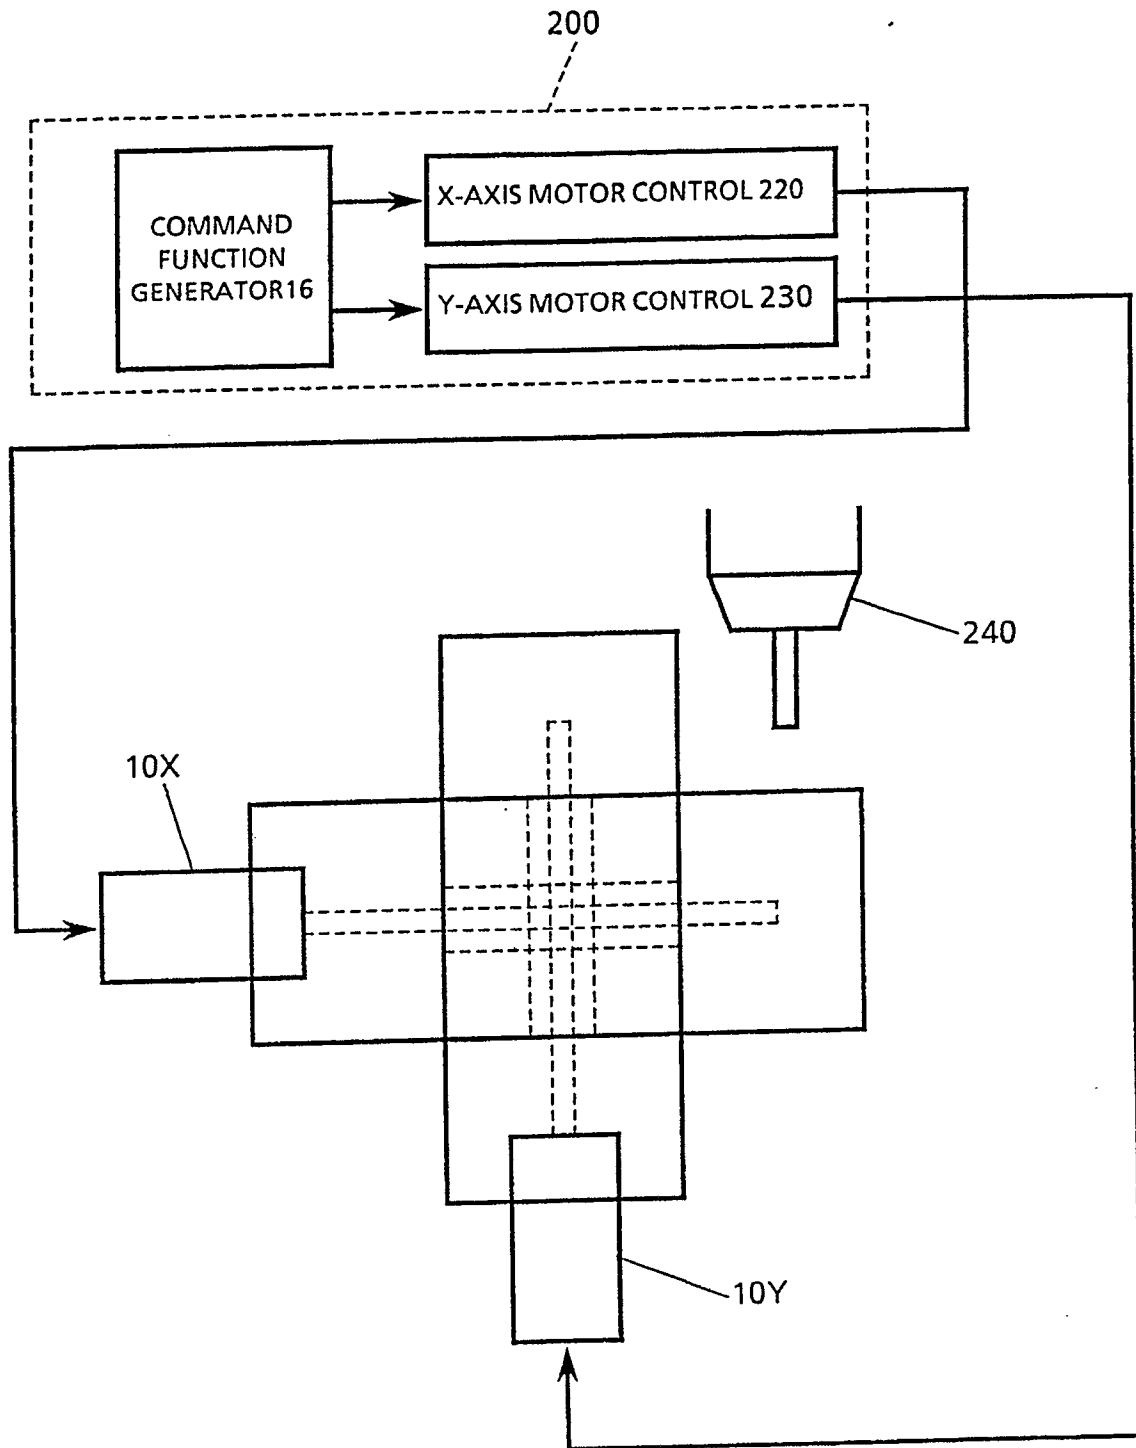 200
COMMAND
FUNCTION
GENERATOR16
X-AXIS MOTOR CONTROL 220
Y-AXIS MOTOR CONTROL 230
240
10X
10Y